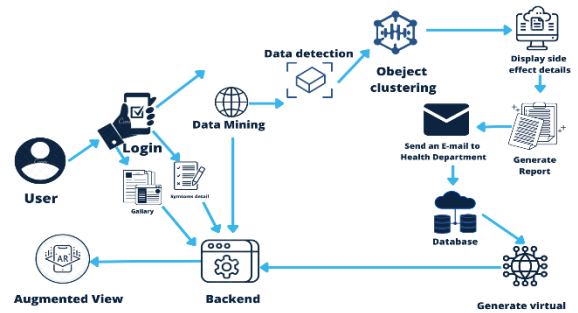 Data detection
Obeject
clustering
Display side
effect details
Data Mining
Login
Send an E-mail to
Health Department
Generate
Report
User
Gallary
Symtoms detail
Database
AR
Augmented View
Backend
Generate virtual